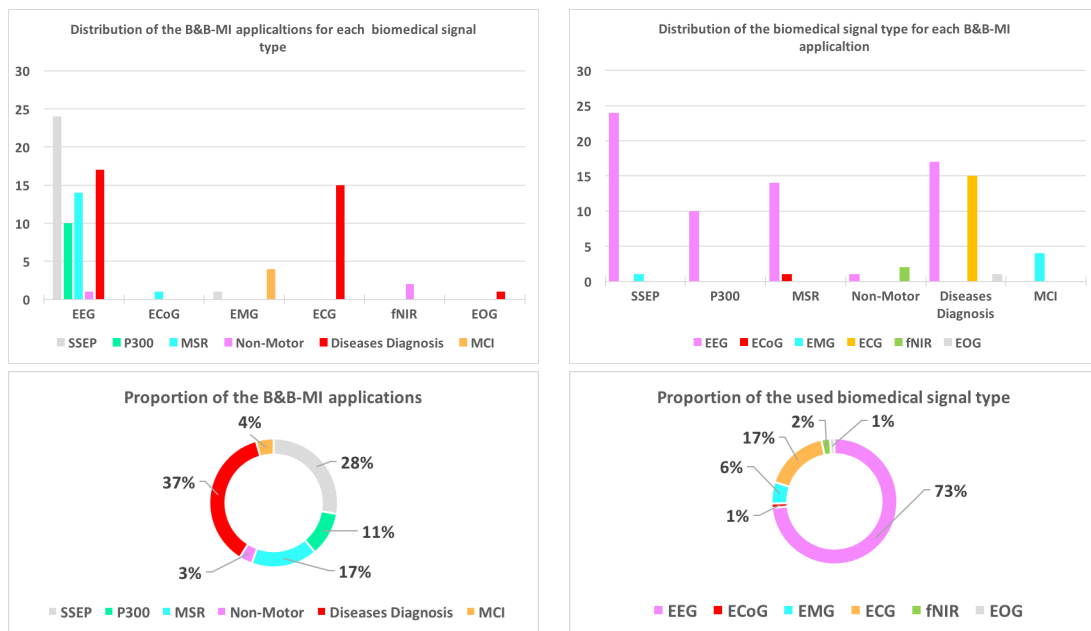 Distribution of the B&B-MI applicaltions for each biomedical signal
type
30
25
20
15
10
5
0
EEG ECoG EMG ECG fNIR EOG
SSEP P300 MSR Non-Motor Diseases Diagnosis MCI
Distribution of the biomedical signal type for each B&B-MI
applicaltion
30
25
20
15
10
5
0
SSEP P300 MSR Non-Motor Diseases MCI
Diagnosis
EEG ECoG EMG ECG fNIR EOG
Proportion of the B&B-MI applications
4%
28%
37%
11%
3%
17%
SSEP P300 MSR Non-Motor Diseases Diagnosis MCI
Proportion of the used biomedical signal type
2% 1%
17%
6%
73%
1%
EEG ECoG EMG ECG fNIR EOG